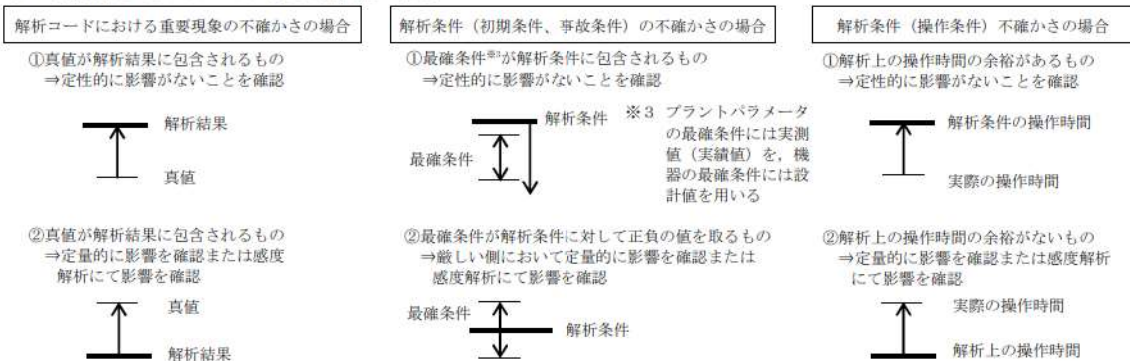 解析コードにおける重要現象の不確かさの場合
①真値が解析結果に包含されるもの
⇒定性的に影響がないことを確認
解析結果
真値
②真値が解析結果に包含されるもの
⇒定量的に影響を確認または感度
解析にて影響を確認
真値
解析結果
解析条件（初期条件、事故条件）の不確かさの場合
①最確条件※3が解析条件に包含されるもの
⇒定性的に影響がないことを確認
解析条件
最確条件
※3 プラントパラメータ
の最確条件には実測
値（実績値）を，機
器の最確条件には設
計値を用いる
②最確条件が解析条件に対して正負の値を取るもの
⇒厳しい側において定量的に影響を確認または
感度解析にて影響を確認
最確条件
解析条件
解析条件（操作条件）不確かさの場合
①解析上の操作時間の余裕があるもの
⇒定性的に影響がないことを確認
解析条件の操作時間
実際の操作時間
②解析上の操作時間の余裕がないもの
⇒定量的に影響を確認または感度解析
にて影響を確認
実際の操作時間
解析上の操作時間